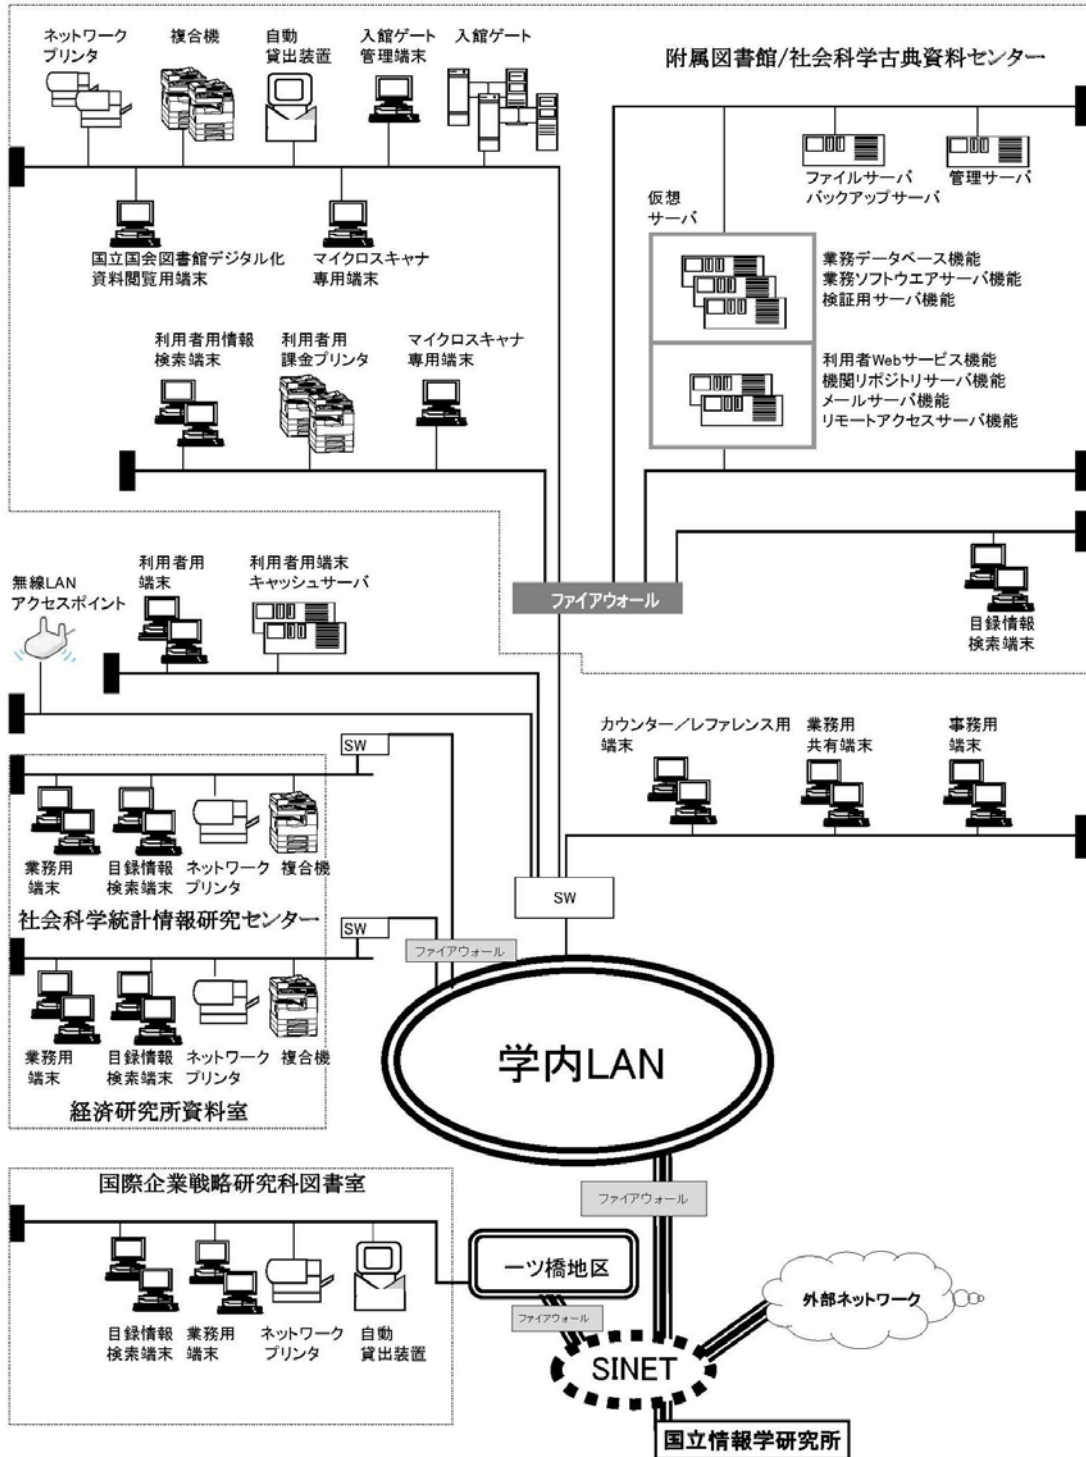 ネットワーク
プリンタ
複合機
自動
貸出装置
入館ゲート
管理端末
入館ゲート
附属図書館/社会科学古典資料センター
ファイルサーバ
バックアップサーバ
管理サーバ
仮想
サーバ
国立国会図書館デジタル化
資料閲覧用端末
マイクロスキャナ
専用端末
業務データベース機能
業務ソフトウエアサーバ機能
検証用サーバ機能
利用者用情報
検索端末
利用者用
課金プリンタ
マイクロスキャナ
専用端末
利用者Webサービス機能
機関リポジトリサーバ機能
メールサーバ機能
リモートアクセスサーバ機能
無線LAN
アクセスポイント
利用者用
端末
利用者用端末
キャッシュサーバ
ファイアウォール
目録情報
検索端末
SW
カウンター／レファレンス用
端末
業務用
共有端末
事務用
端末
業務用
端末
目録情報
検索端末
ネットワーク
プリンタ
複合機
社会科学統計情報研究センター
SW
SW
ファイアウォール
業務用
端末
目録情報
検索端末
ネットワーク
プリンタ
複合機
経済研究所資料室
学内LAN
国際企業戦略研究科図書室
ファイアウォール
一ツ橋地区
ファイアウォール
外部ネットワーク
目録情報
検索端末
業務用
端末
ネットワーク
プリンタ
自動
貸出装置
SINET
国立情報学研究所